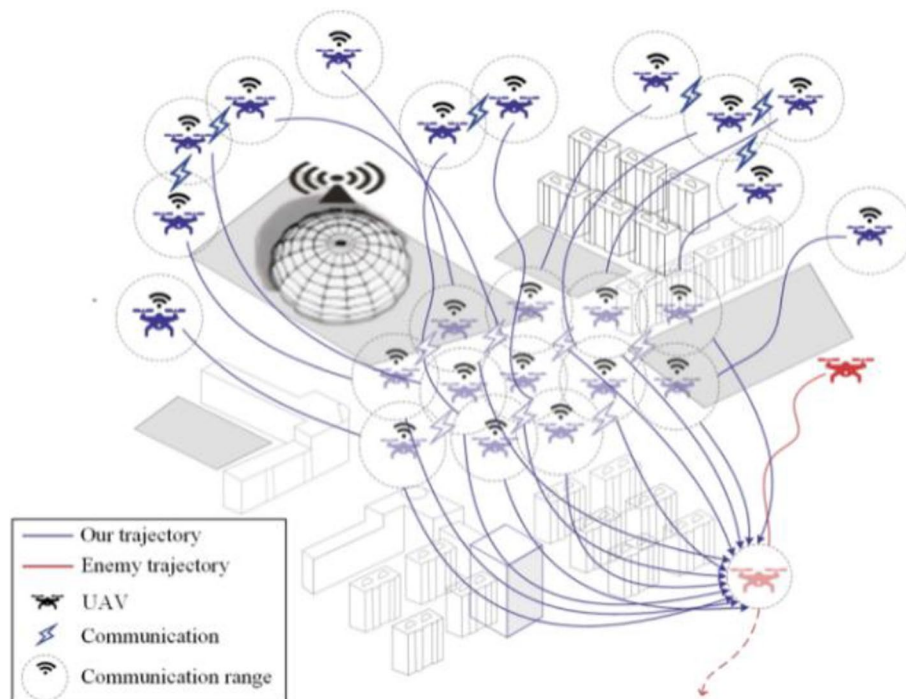 Our trajectory
Enemy trajectory
UAV
Communication
Communication range